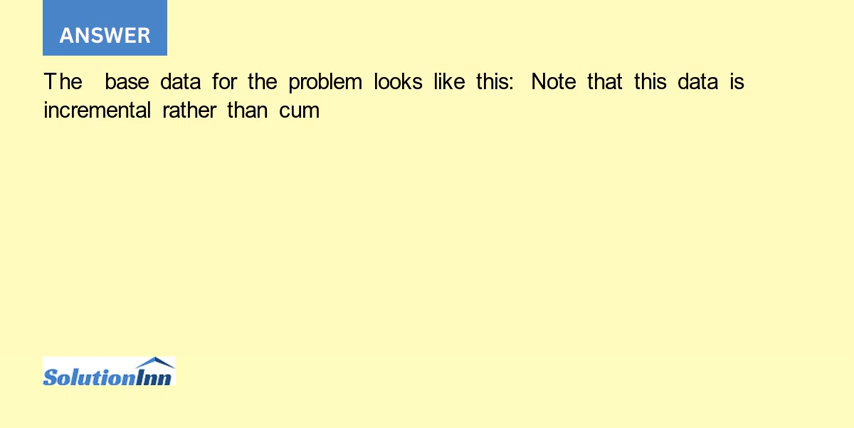 ANSWER
The base data for the problem looks like this: Note that this data is
incremental rather than cum
SolutionInn